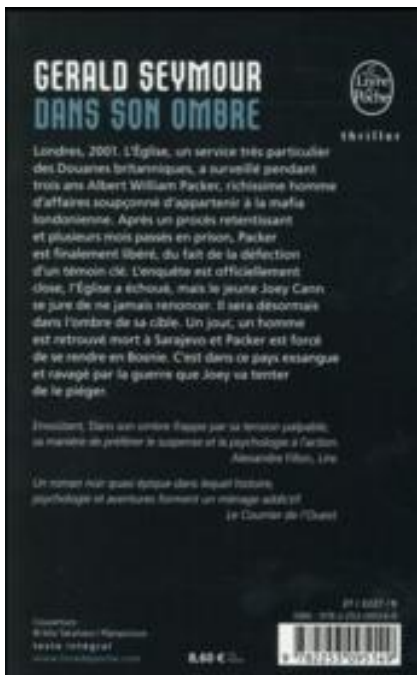 GERALD SEYMOUR
DANS SON OMBRE
Le Livre de Poche
thriller
Londres, 2001. L'Église, un service très particulier
des Douanes britanniques, a surveillé pendant
trois ans Albert William Packer, richissime homme
d'affaires soupçonné d'appartenir à la mafia
londonienne. Après un procès retentissant
et plusieurs mois passés en prison, Packer
est finalement libéré, du fait de la défection
d'un témoin clé. L'enquête est officiellement
close, l'Église a échoué, mais le jeune Joey Cann
se jure de ne jamais renoncer. Il sera désormais
dans l'ombre de sa cible. Un jour, un homme
est retrouvé mort à Sarajevo et Packer est forcé
de se rendre en Bosnie. C'est dans ce pays exsangue
et ravagé par la guerre que Joey va tenter
de le piéger.
Envoûtant, Dans son ombre frappe par sa tension palpable,
sa manière de préférer le suspense et la psychologie à l'action.
Alexandre Fillon, Lire
Un roman noir quasi épique dans lequel histoire,
psychologie et aventures forment un ménage addictif.
Le Courrier de l'Ouest
Couverture :
texte intégral
8,60 €